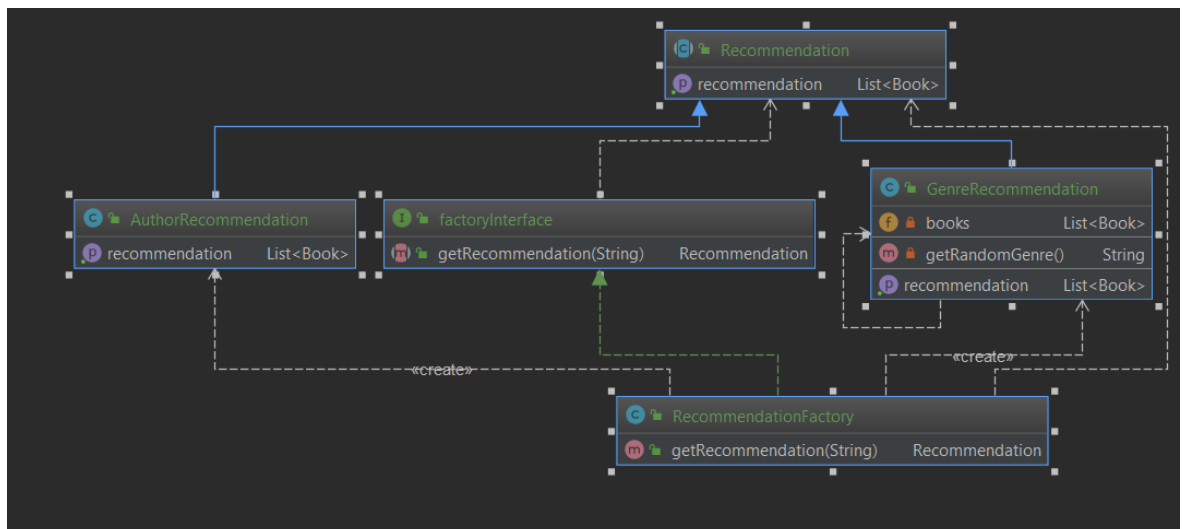 Recommendation
recommendation List<Book>
AuthorRecommendation
recommendation List<Book>
factoryInterface
getRecommendation(String) Recommendation
GenreRecommendation
books List<Book>
getRandomGenre() String
recommendation List<Book>
«create»
«create»
RecommendationFactory
getRecommendation(String) Recommendation